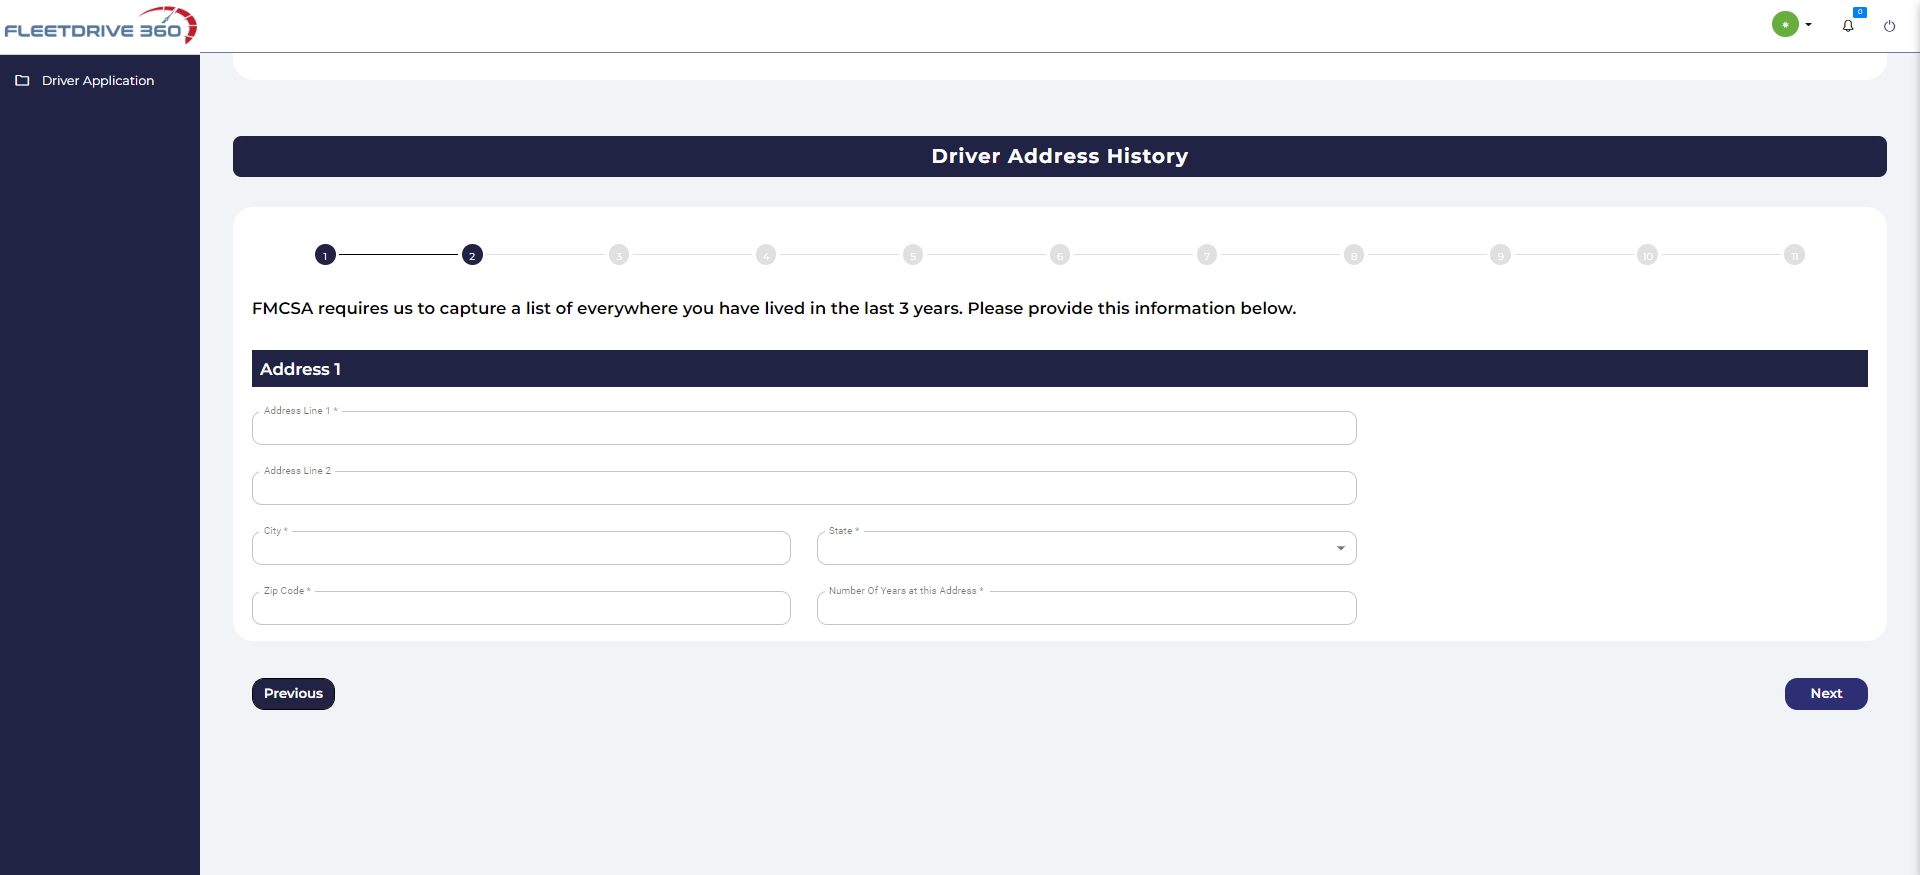 FLEETDRIVE 360
0
Driver Application
Driver Address History
1 2 3 4 5 6 7 8 9 10 11
FMCSA requires us to capture a list of everywhere you have lived in the last 3 years. Please provide this information below.
Address 1
Address Line 1 *
Address Line 2
City *
State *
Zip Code *
Number Of Years at this Address *
Previous
Next